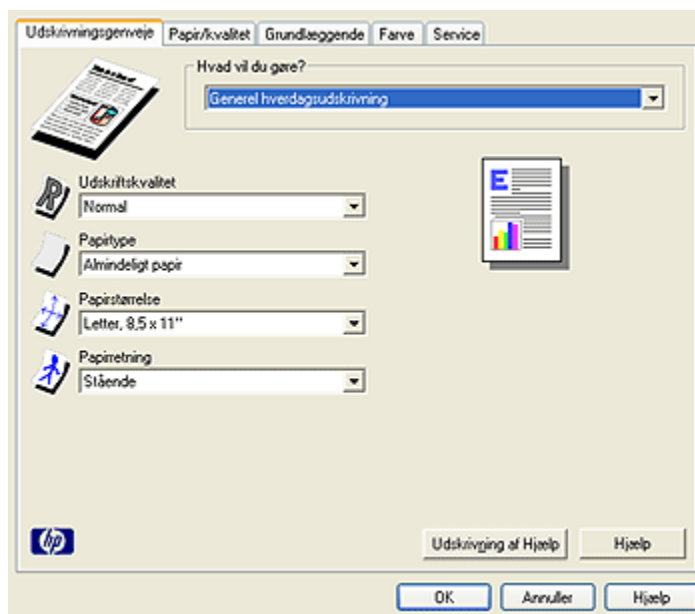 Udskrivningsgenveje Papir/kvalitet Grundlæggende Farve Service
Hvad vil du gøre?
Generel hverdagsudskrivning
Udskriftskvalitet
Normal
Papirtype
Almindeligt papir
Papirstørrelse
Letter, 8,5 x 11"
Papirretning
Stående
E
hp
Udskrivning af Hjælp Hjælp
OK Annuller Hjælp